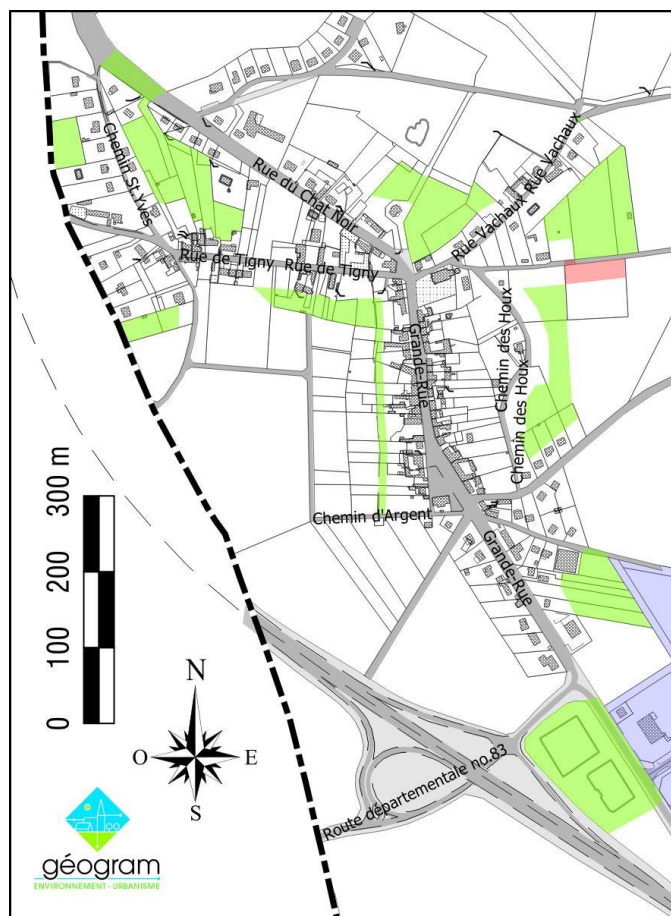 Chemin St.Yves
Rue du Chat Noir
Rue Vachaux
Rue Vachaux
Rue de Tigny
Rue de Tigny
Grande-Rue
Chemin des Houx
Chemin des Houx
Chemin d'Argent
Grande-Rue
300 m
200
100
0
N
O
E
S
Route départementale no.83
géogram
ENVIRONNEMENT - URBANISME